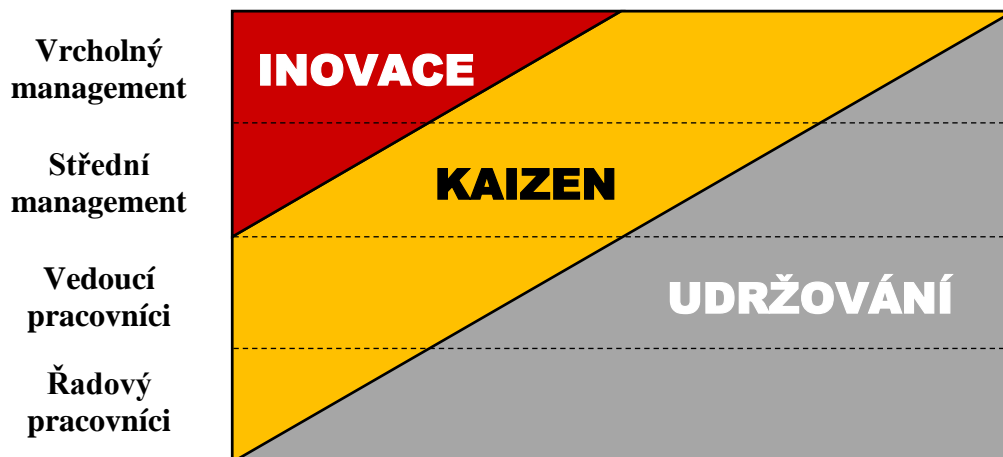 Vrcholný
management
INOVACE
Střední
management
KAIZEN
Vedoucí
pracovníci
UDRŽOVÁNÍ
Řadový
pracovníci